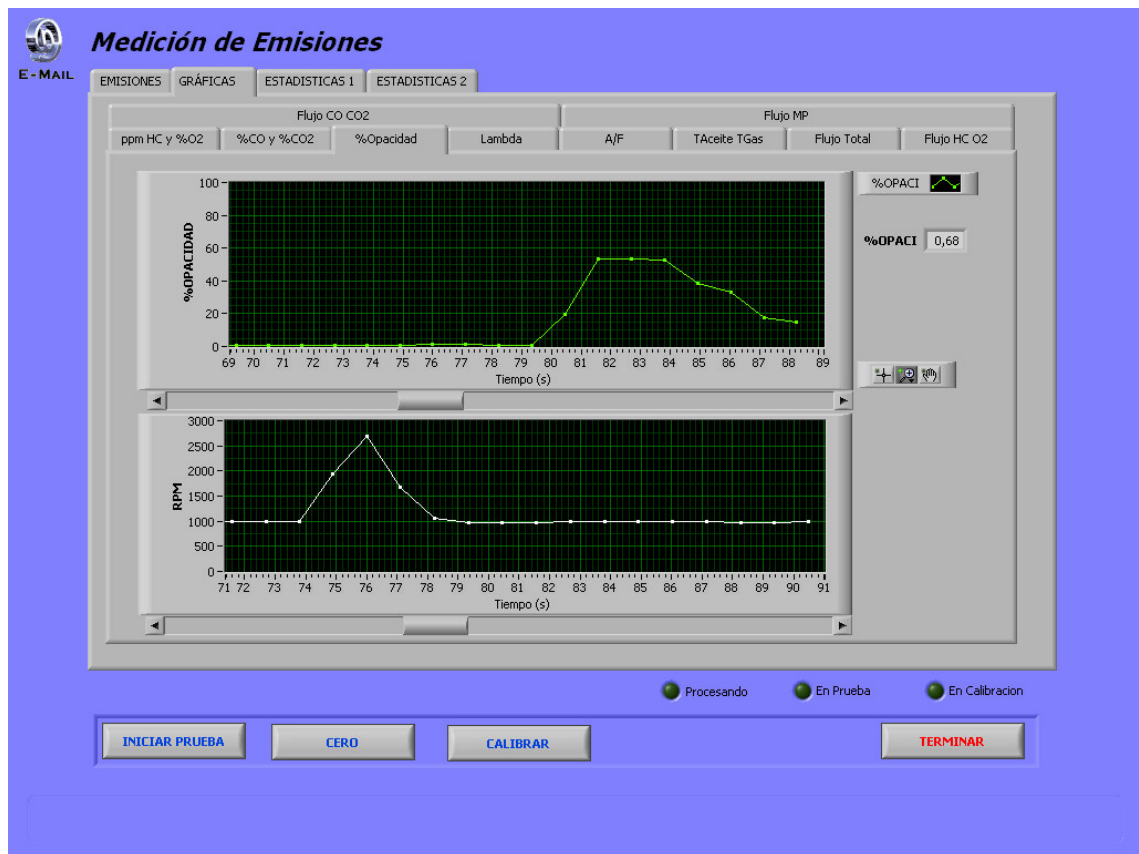 Medición de Emisiones
E-MAIL
EMISIONES GRÁFICAS ESTADISTICAS 1 ESTADISTICAS 2
Flujo CO CO2 Flujo MP
ppm HC y %O2 %CO y %CO2 %Opacidad Lambda A/F TAceite TGas Flujo Total Flujo HC O2
%OPACIDAD
100
80
60
40
20
0
69 70 71 72 73 74 75 76 77 78 79 80 81 82 83 84 85 86 87 88 89
Tiempo (s)
%OPACI
%OPACI 0,68
RPM
3000
2500
2000
1500
1000
500
0
71 72 73 74 75 76 77 78 79 80 81 82 83 84 85 86 87 88 89 90 91
Tiempo (s)
Procesando En Prueba En Calibracion
INICIAR PRUEBA CERO CALIBRAR TERMINAR